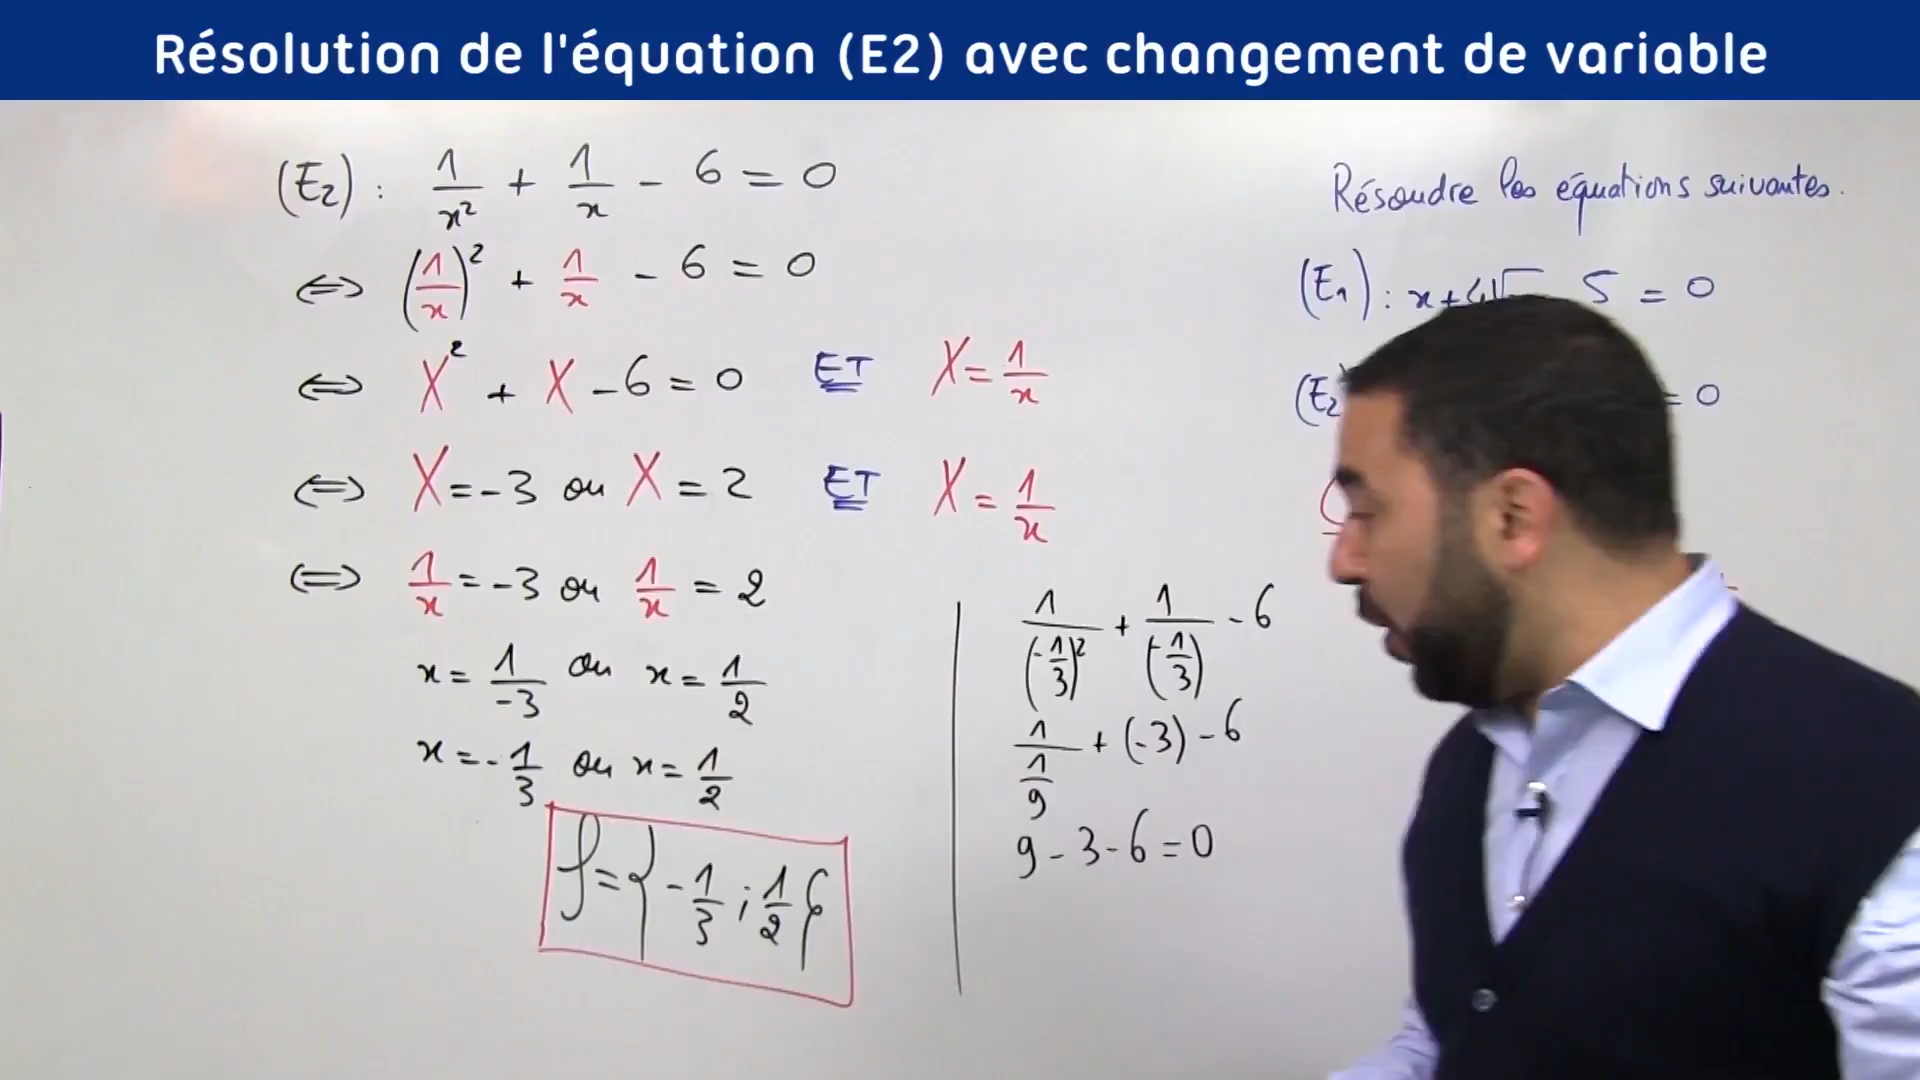 Résolution de l'équation (E2) avec changement de variable
(E₂) : 1/x² + 1/x - 6 = 0
⟺ (1/x)² + 1/x - 6 = 0
⟺ X² + X - 6 = 0 ET X = 1/x
⟺ X = -3 ou X = 2 ET X = 1/x
⟺ 1/x = -3 ou 1/x = 2
x = 1/-3 ou x = 1/2
x = -1/3 ou x = 1/2
S = {-1/3 ; 1/2}
1/(-1/3)² + 1/(-1/3) - 6
1/(1/9) + (-3) - 6
9 - 3 - 6 = 0
Résoudre les équations suivantes.
(E₁) : x + 4√ 5 = 0
(E₂ = 0